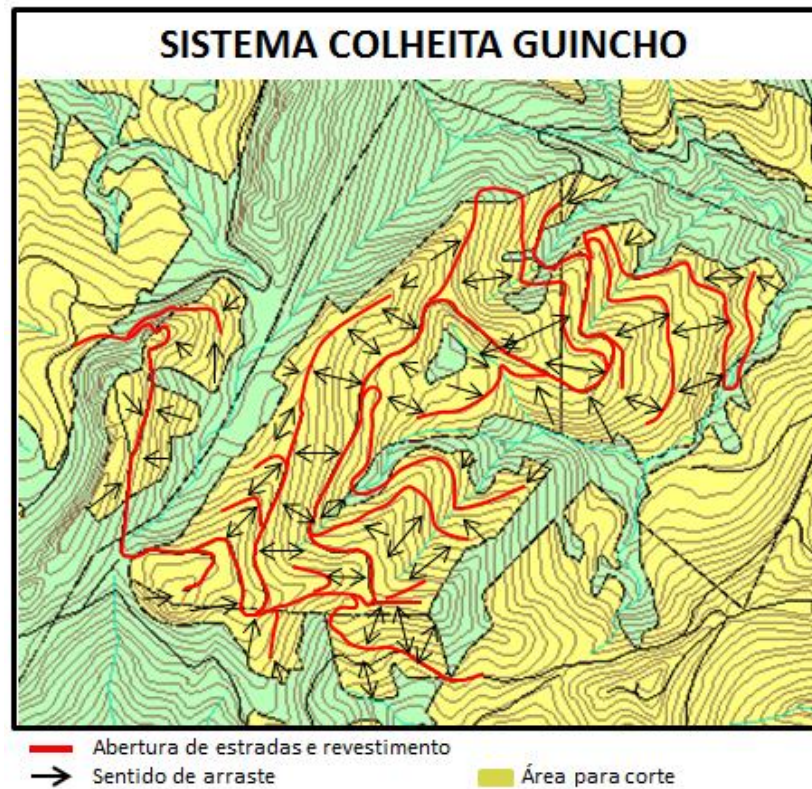 SISTEMA COLHEITA GUINCHO
Abertura de estradas e revestimento
Sentido de arraste
Área para corte